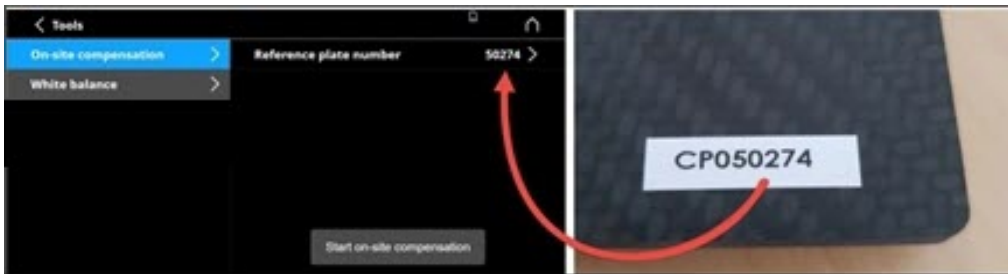 Tools
On-site compensation
White balance
Reference plate number 50274
Start on-site compensation
CP050274